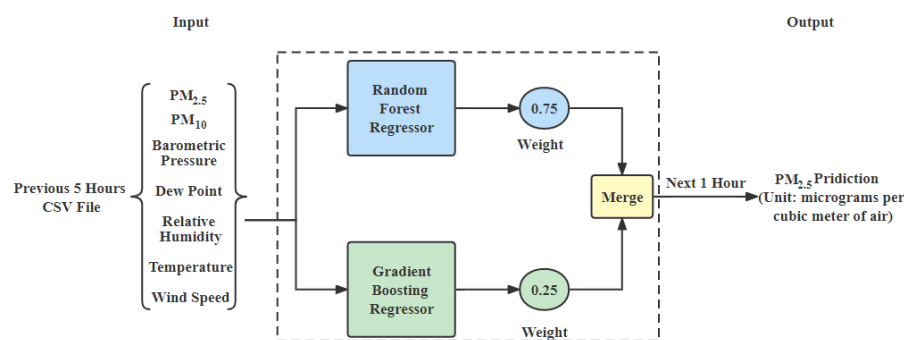 Input
Output
Previous 5 Hours
CSV File
PM2.5
PM10
Barometric
Pressure
Dew Point
Relative
Humidity
Temperature
Wind Speed
Random
Forest
Regressor
0.75
Weight
Gradient
Boosting
Regressor
0.25
Weight
Merge
Next 1 Hour
PM2.5 Pridiction
(Unit: micrograms per
cubic meter of air)